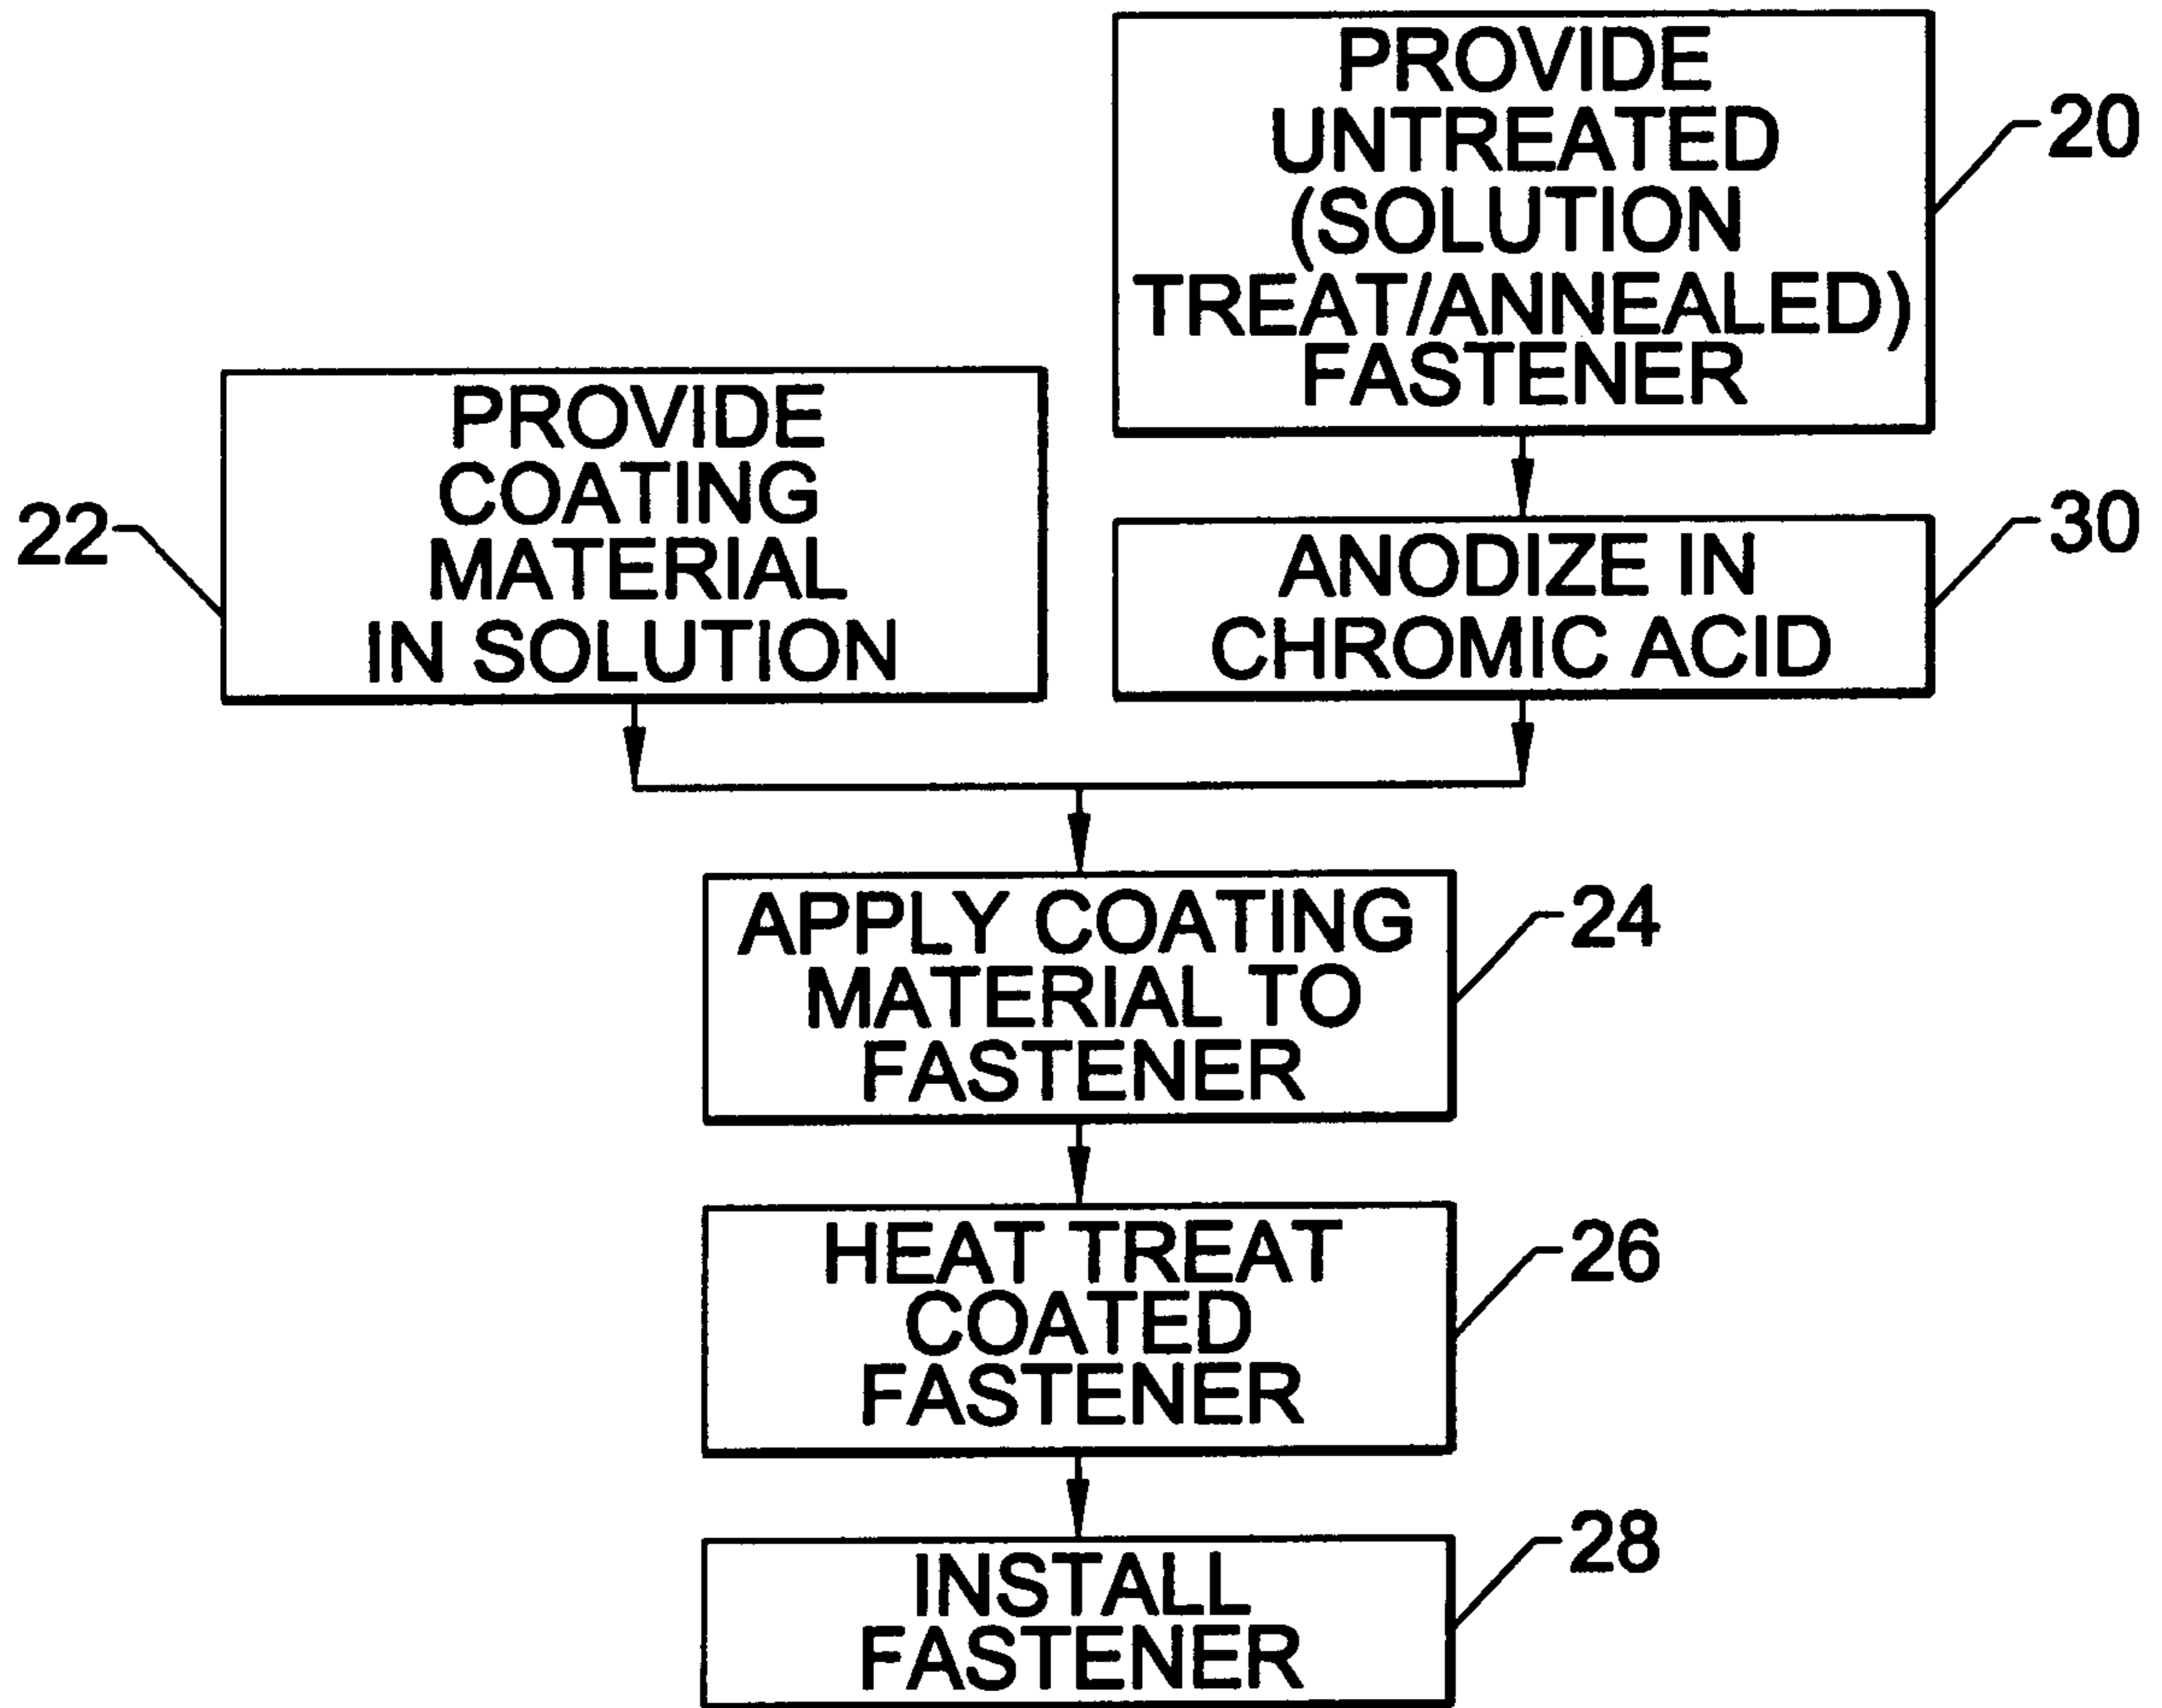 PROVIDE
UNTREATED
(SOLUTION
TREAT/ANNEALED)
FASTENER
20
PROVIDE
COATING
MATERIAL
IN SOLUTION
22
ANODIZE IN
CHROMIC ACID
30
APPLY COATING
MATERIAL TO
FASTENER
24
HEAT TREAT
COATED
FASTENER
26
INSTALL
FASTENER
28